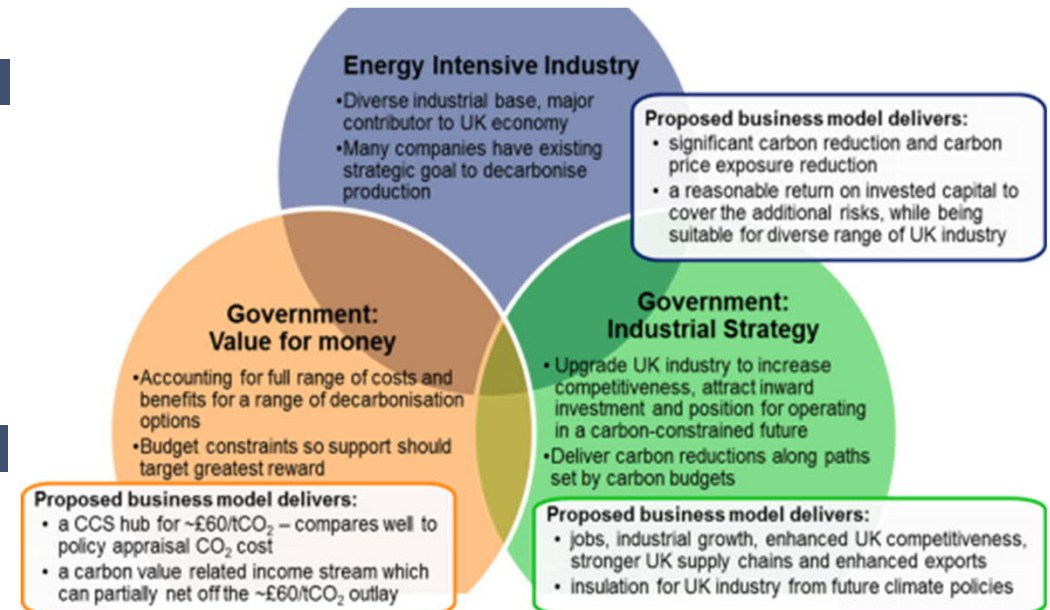 Energy Intensive Industry
•Diverse industrial base, major
contributor to UK economy
•Many companies have existing
strategic goal to decarbonise
production
Proposed business model delivers:
• significant carbon reduction and carbon
price exposure reduction
• a reasonable return on invested capital to
cover the additional risks, while being
suitable for diverse range of UK industry
Government:
Value for money
•Accounting for full range of costs and
benefits for a range of decarbonisation
options
•Budget constraints so support should
target greatest reward
Proposed business model delivers:
• a CCS hub for ~£60/tCO₂ – compares well to
policy appraisal CO₂ cost
• a carbon value related income stream which
can partially net off the ~£60/tCO₂ outlay
Government:
Industrial Strategy
• Upgrade UK industry to increase
competitiveness, attract inward
investment and position for operating
in a carbon-constrained future
•Deliver carbon reductions along paths
set by carbon budgets
Proposed business model delivers:
• jobs, industrial growth, enhanced UK competitiveness,
stronger UK supply chains and enhanced exports
• insulation for UK industry from future climate policies